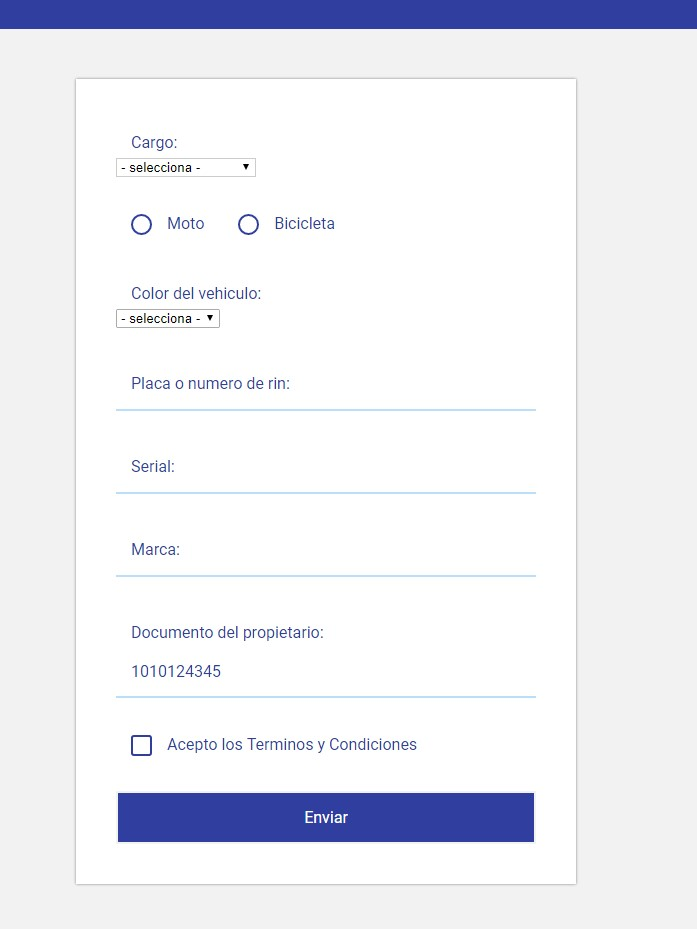 Cargo:
- selecciona -
Moto Bicicleta
Color del vehiculo:
- selecciona -
Placa o numero de rin:
Serial:
Marca:
Documento del propietario:
1010124345
Acepto los Terminos y Condiciones
Enviar